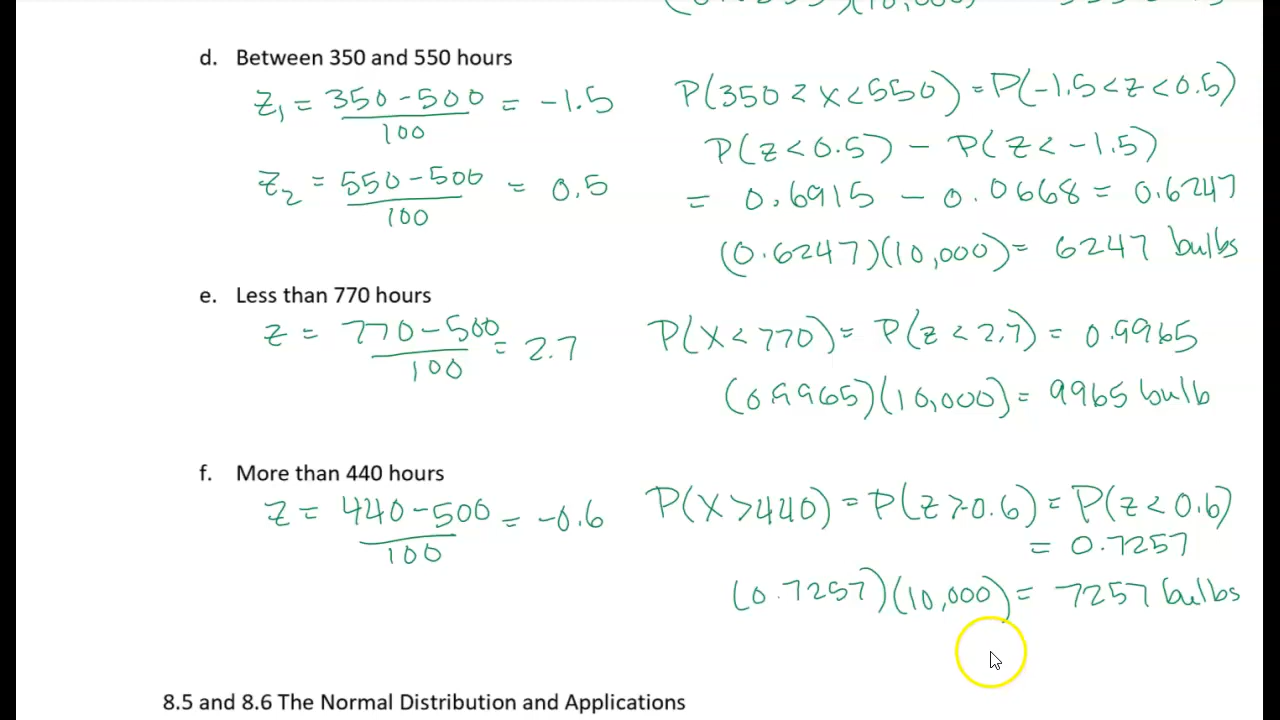 d. Between 350 and 550 hours
z₁ = 350 - 500 / 100 = -1.5
P(350 < x < 550) = P(-1.5 < z < 0.5)
P(z < 0.5) - P(z < -1.5)
z₂ = 550 - 500 / 100 = 0.5
= 0.6915 - 0.0668 = 0.6247
(0.6247)(10,000) = 6247 bulbs
e. Less than 770 hours
z = 770 - 500 / 100 = 2.7
P(X < 770) = P(z < 2.7) = 0.9965
(0.9965)(10,000) = 9965 bulb
f. More than 440 hours
z = 440 - 500 / 100 = -0.6
P(X > 440) = P(z > -0.6) = P(z < 0.6)
= 0.7257
(0.7257)(10,000) = 7257 bulbs
8.5 and 8.6 The Normal Distribution and Applications